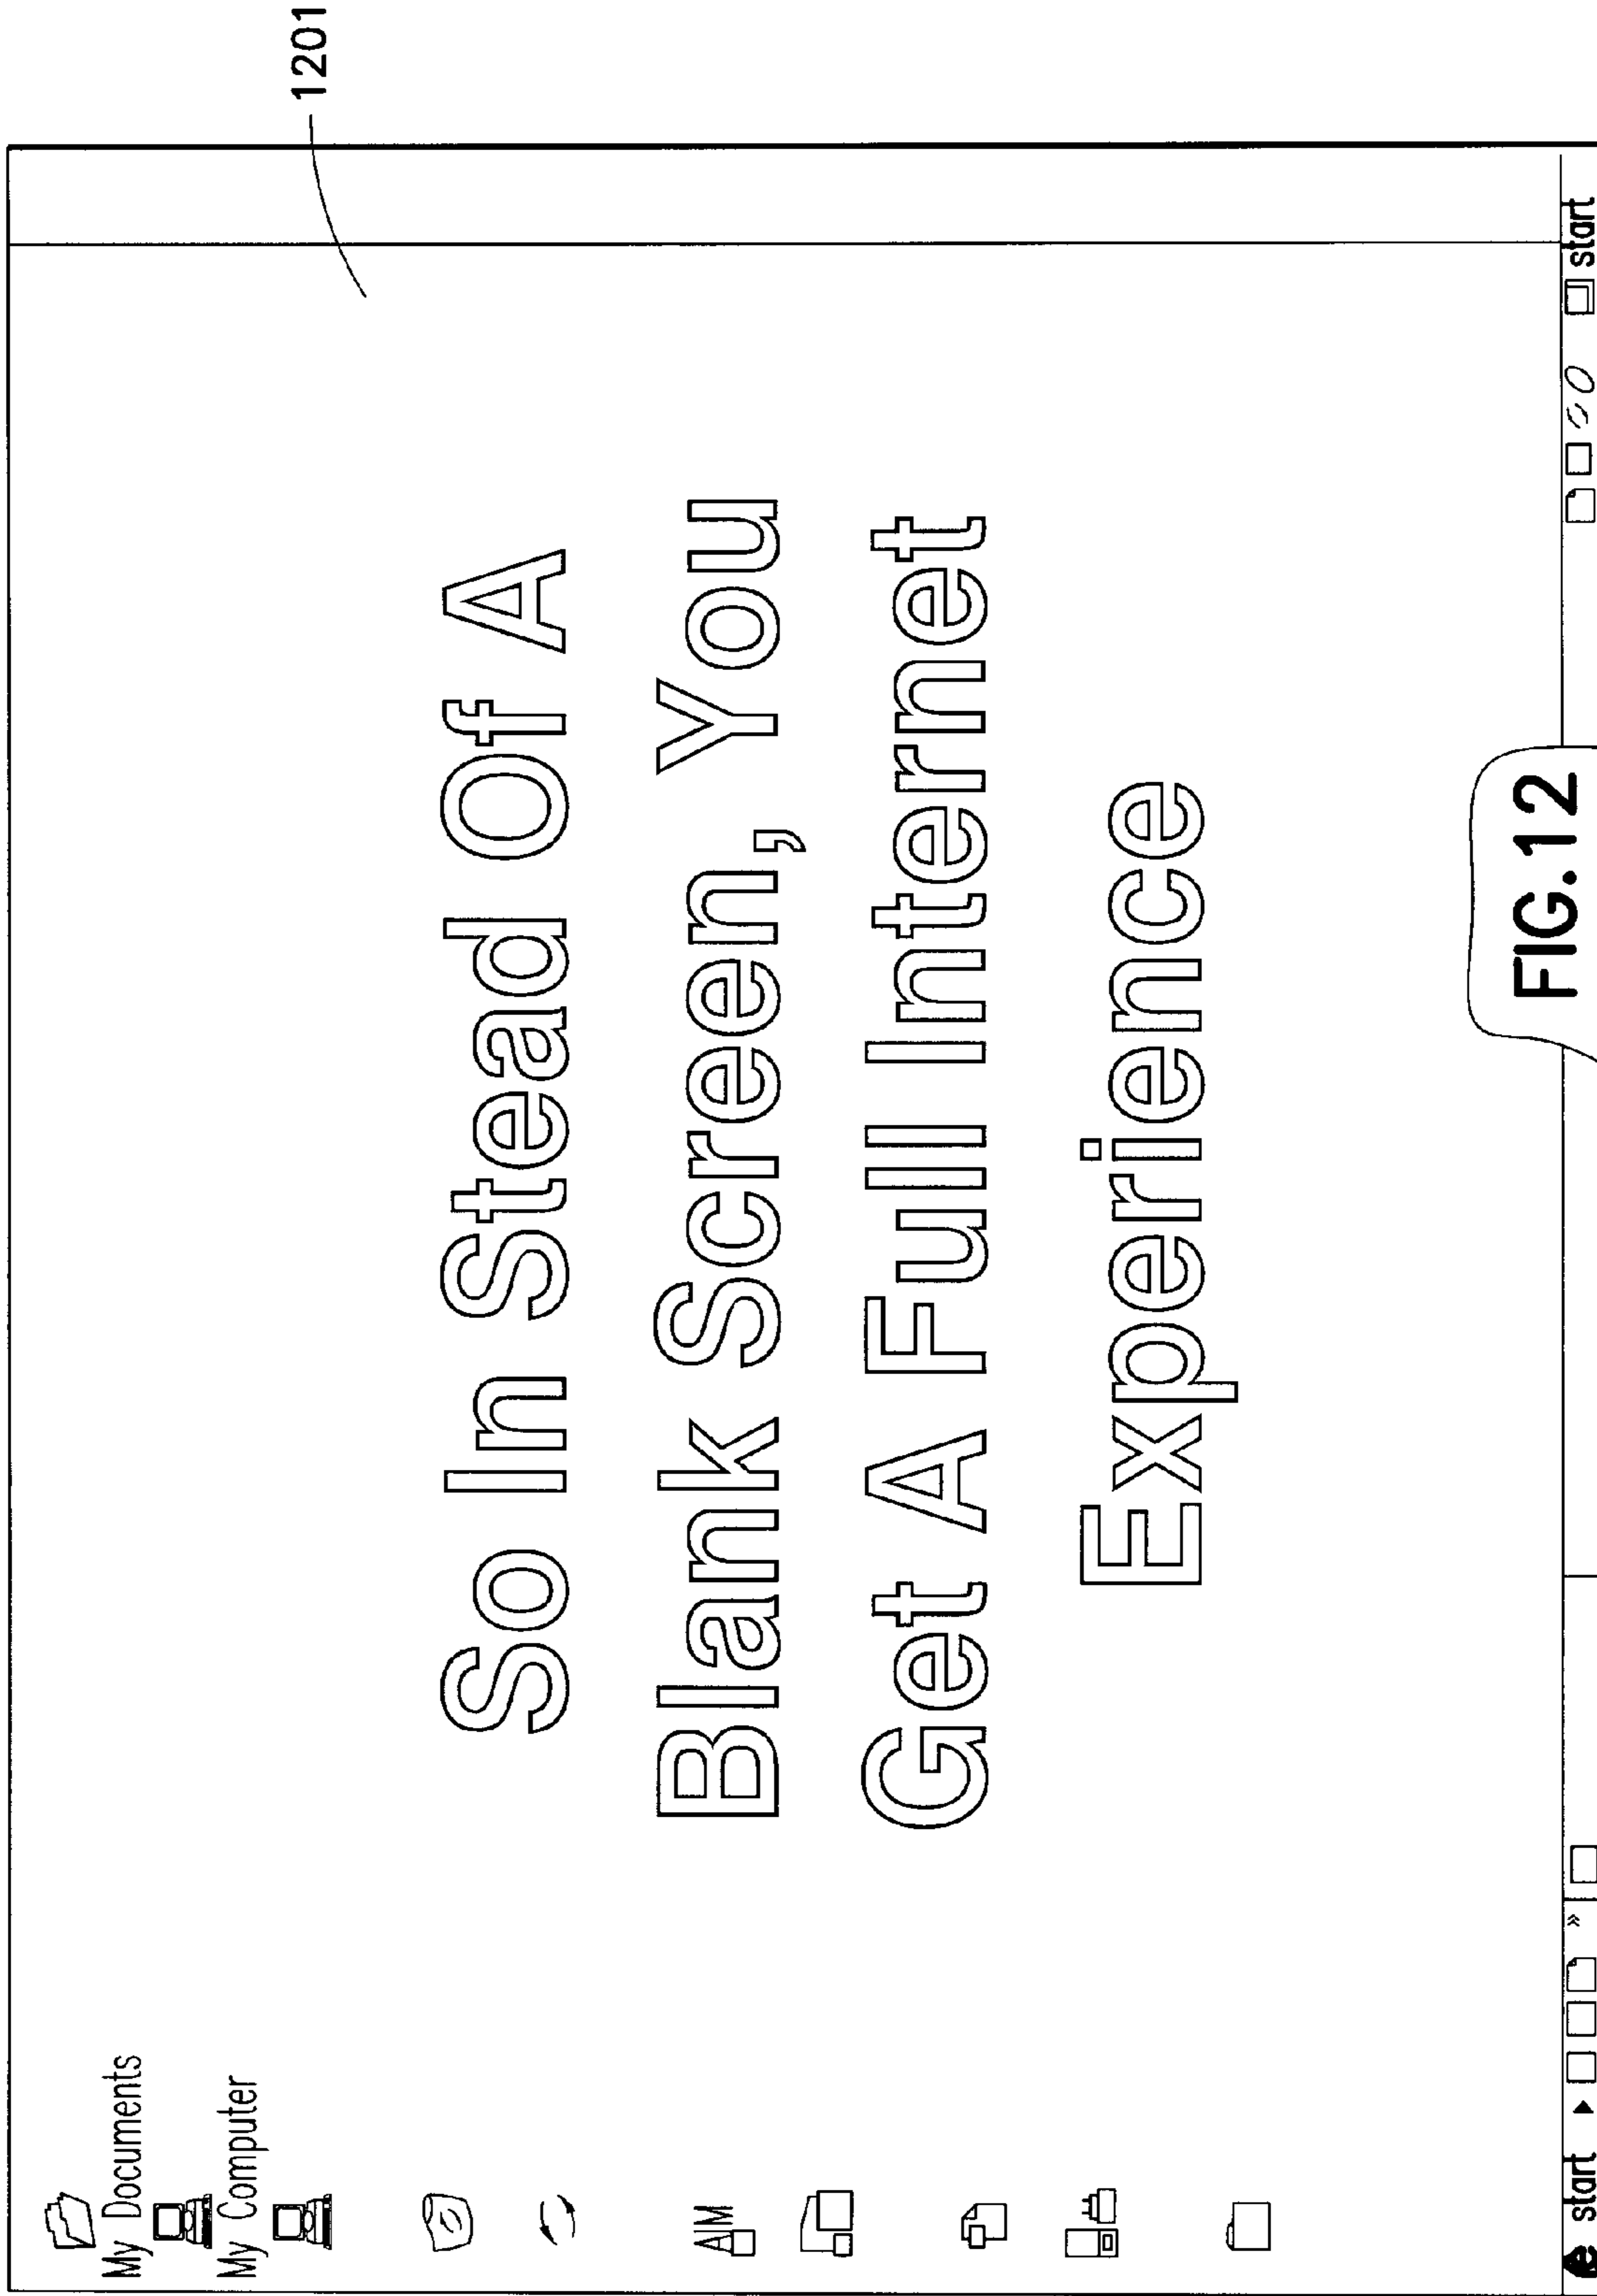 1201
My Documents
My Computer
AIM
So In Stead Of A
Blank Screen, You
Get A Full Internet
Experience
e start
start
FIG. 12